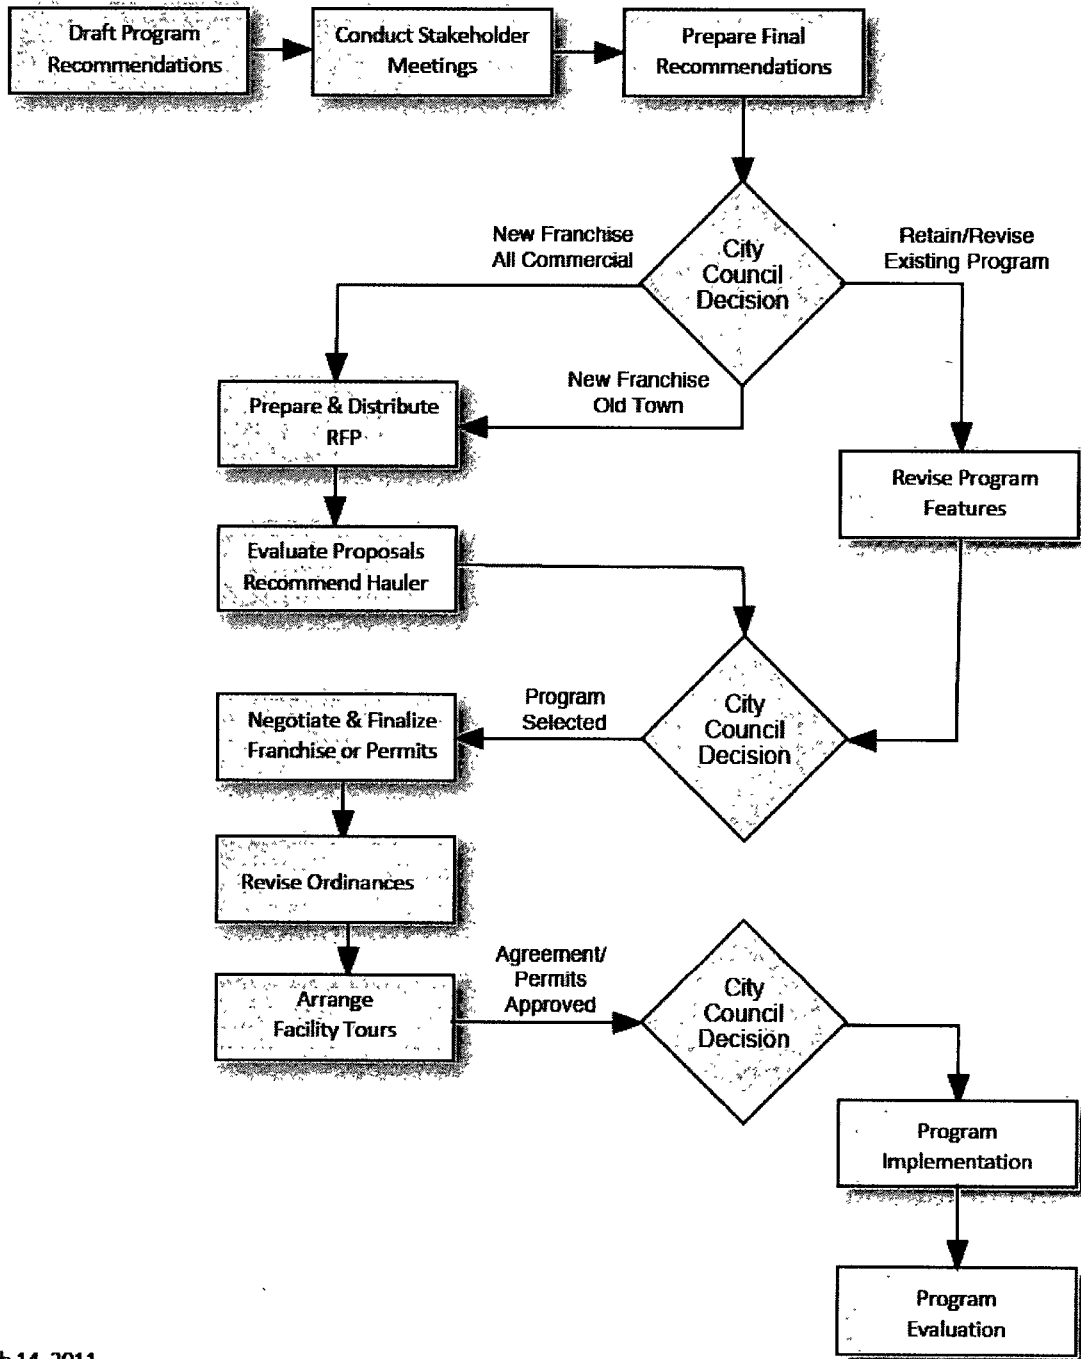 Draft Program
Recommendations
Conduct Stakeholder
Meetings
Prepare Final
Recommendations
City
Council
Decision
New Franchise
All Commercial
Retain/Revise
Existing Program
New Franchise
Old Town
Prepare & Distribute
RFP
Revise Program
Features
Evaluate Proposals
Recommend Hauler
City
Council
Decision
Program
Selected
Negotiate & Finalize
Franchise or Permits
Revise Ordinances
Arrange
Facility Tours
Agreement/
Permits
Approved
City
Council
Decision
Program
Implementation
Program
Evaluation
14, 2011